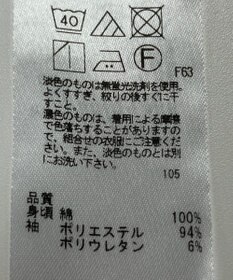 40
F
F63
淡色のものは無蛍光洗剤を使用。
よくすすぎ、絞りのり後すぐに干
すこと。
濃色のものは、着用による摩擦
で色落ちすることがありますの
で、組合せの衣服にご注意下さ
い。また、淡色のものとは別に
お洗い下さい。
105
品質
身頃 綿 100%
袖 ポリエステル 94%
ポリウレタン 6%